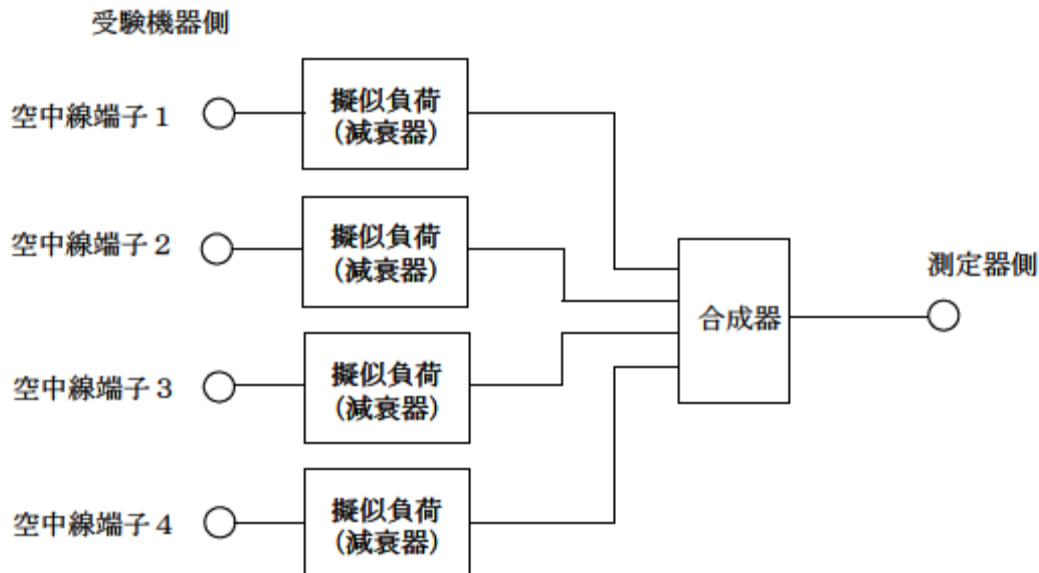 受験機器側
空中線端子1
擬似負荷
(減衰器)
空中線端子2
擬似負荷
(減衰器)
合成器
測定器側
空中線端子3
擬似負荷
(減衰器)
空中線端子4
擬似負荷
(減衰器)